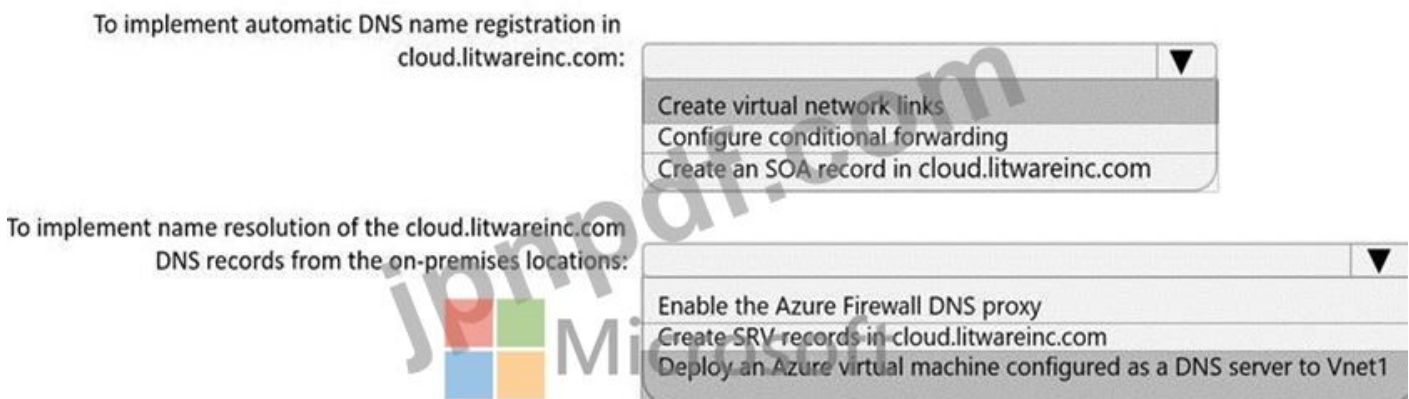 To implement automatic DNS name registration in
cloud.litwareinc.com:
Create virtual network links
Configure conditional forwarding
Create an SOA record in cloud.litwareinc.com
To implement name resolution of the cloud.litwareinc.com
DNS records from the on-premises locations:
Enable the Azure Firewall DNS proxy
Create SRV records in cloud.litwareinc.com
Deploy an Azure virtual machine configured as a DNS server to Vnet1
jpnpdf.com
Microsoft